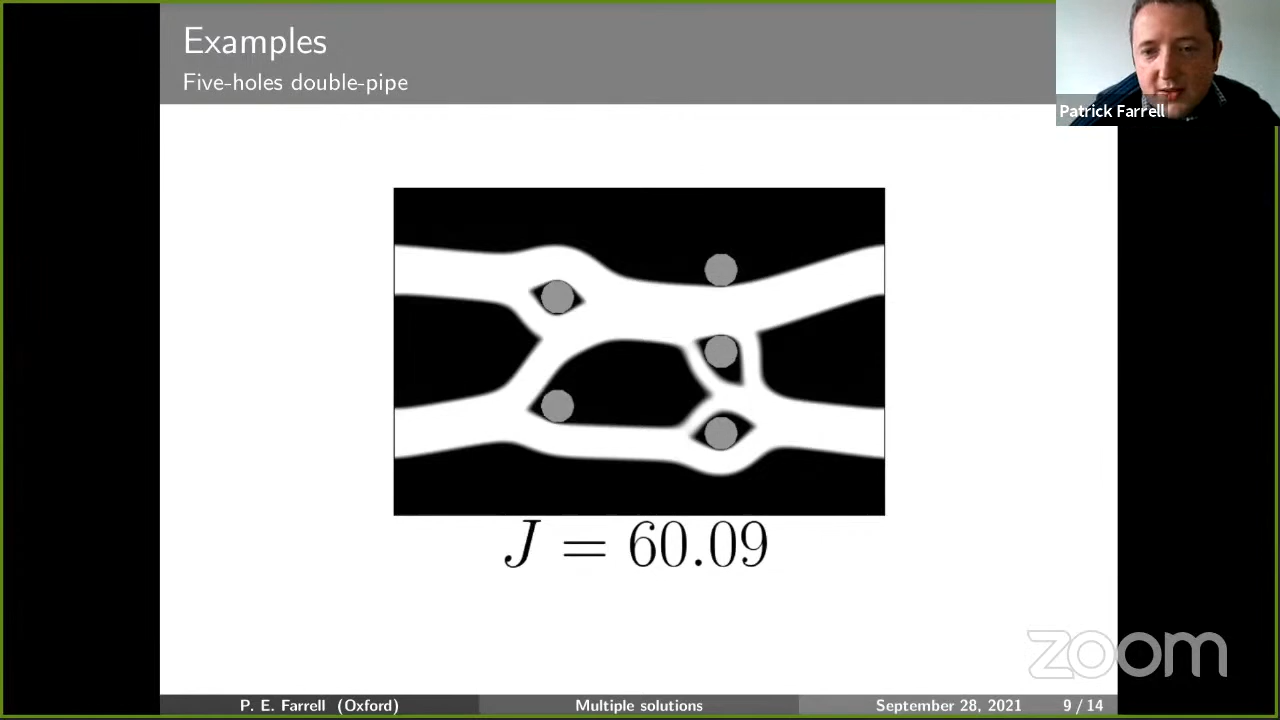 Examples
Five-holes double-pipe
Patrick Farrell
J = 60.09
zoom
P. E. Farrell (Oxford) Multiple solutions September 28, 2021 9 / 14